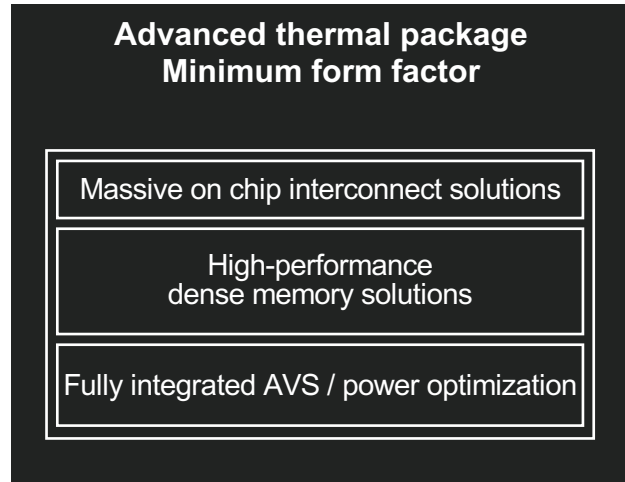 Advanced thermal package
Minimum form factor
Massive on chip interconnect solutions
High-performance
dense memory solutions
Fully integrated AVS / power optimization